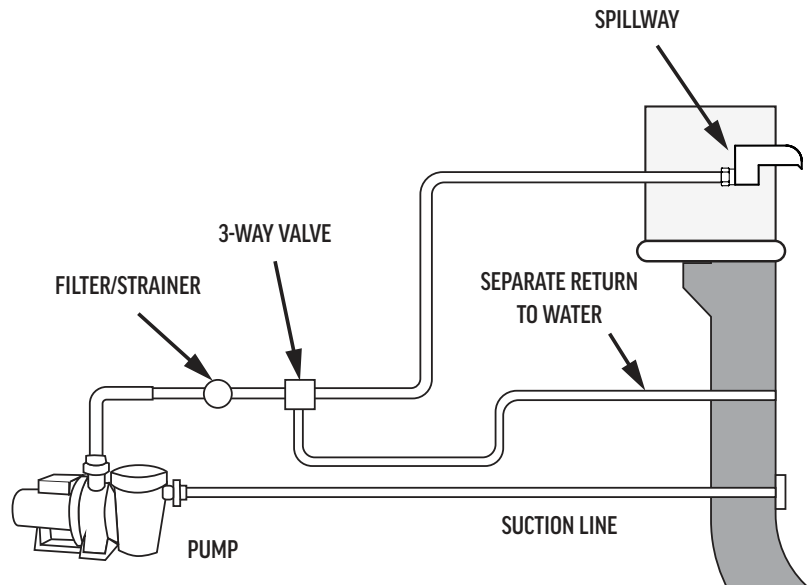 SPILLWAY
3-WAY VALVE
FILTER/STRAINER
SEPARATE RETURN
TO WATER
SUCTION LINE
PUMP